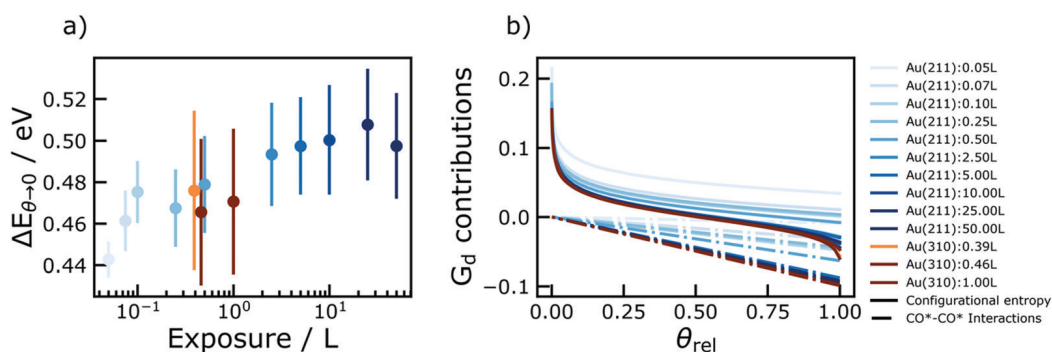 a)
ΔE_θ→0 / eV
0.52
0.50
0.48
0.46
0.44
10⁻¹
10⁰
10¹
Exposure / L
b)
G_d contributions
0.2
0.1
0.0
−0.1
0.00
0.25
0.50
0.75
1.00
θ_rel
Au(211):0.05L
Au(211):0.07L
Au(211):0.10L
Au(211):0.25L
Au(211):0.50L
Au(211):2.50L
Au(211):5.00L
Au(211):10.00L
Au(211):25.00L
Au(211):50.00L
Au(310):0.39L
Au(310):0.46L
Au(310):1.00L
Configurational entropy
CO*-CO* Interactions